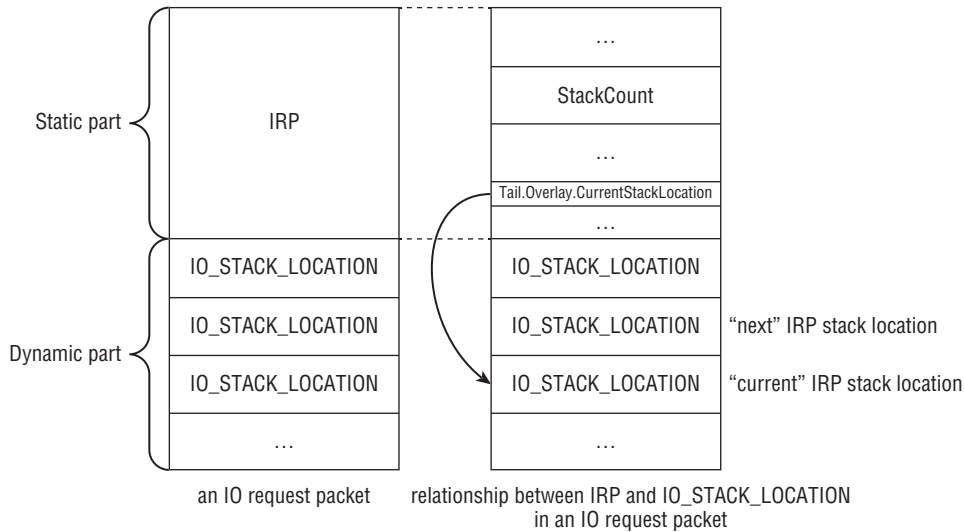 Static part
IRP
Dynamic part
IO_STACK_LOCATION
IO_STACK_LOCATION
IO_STACK_LOCATION
…
an IO request packet
…
StackCount
…
Tail.Overlay.CurrentStackLocation
…
IO_STACK_LOCATION
IO_STACK_LOCATION
“next” IRP stack location
IO_STACK_LOCATION
“current” IRP stack location
…
relationship between IRP and IO_STACK_LOCATION
in an IO request packet